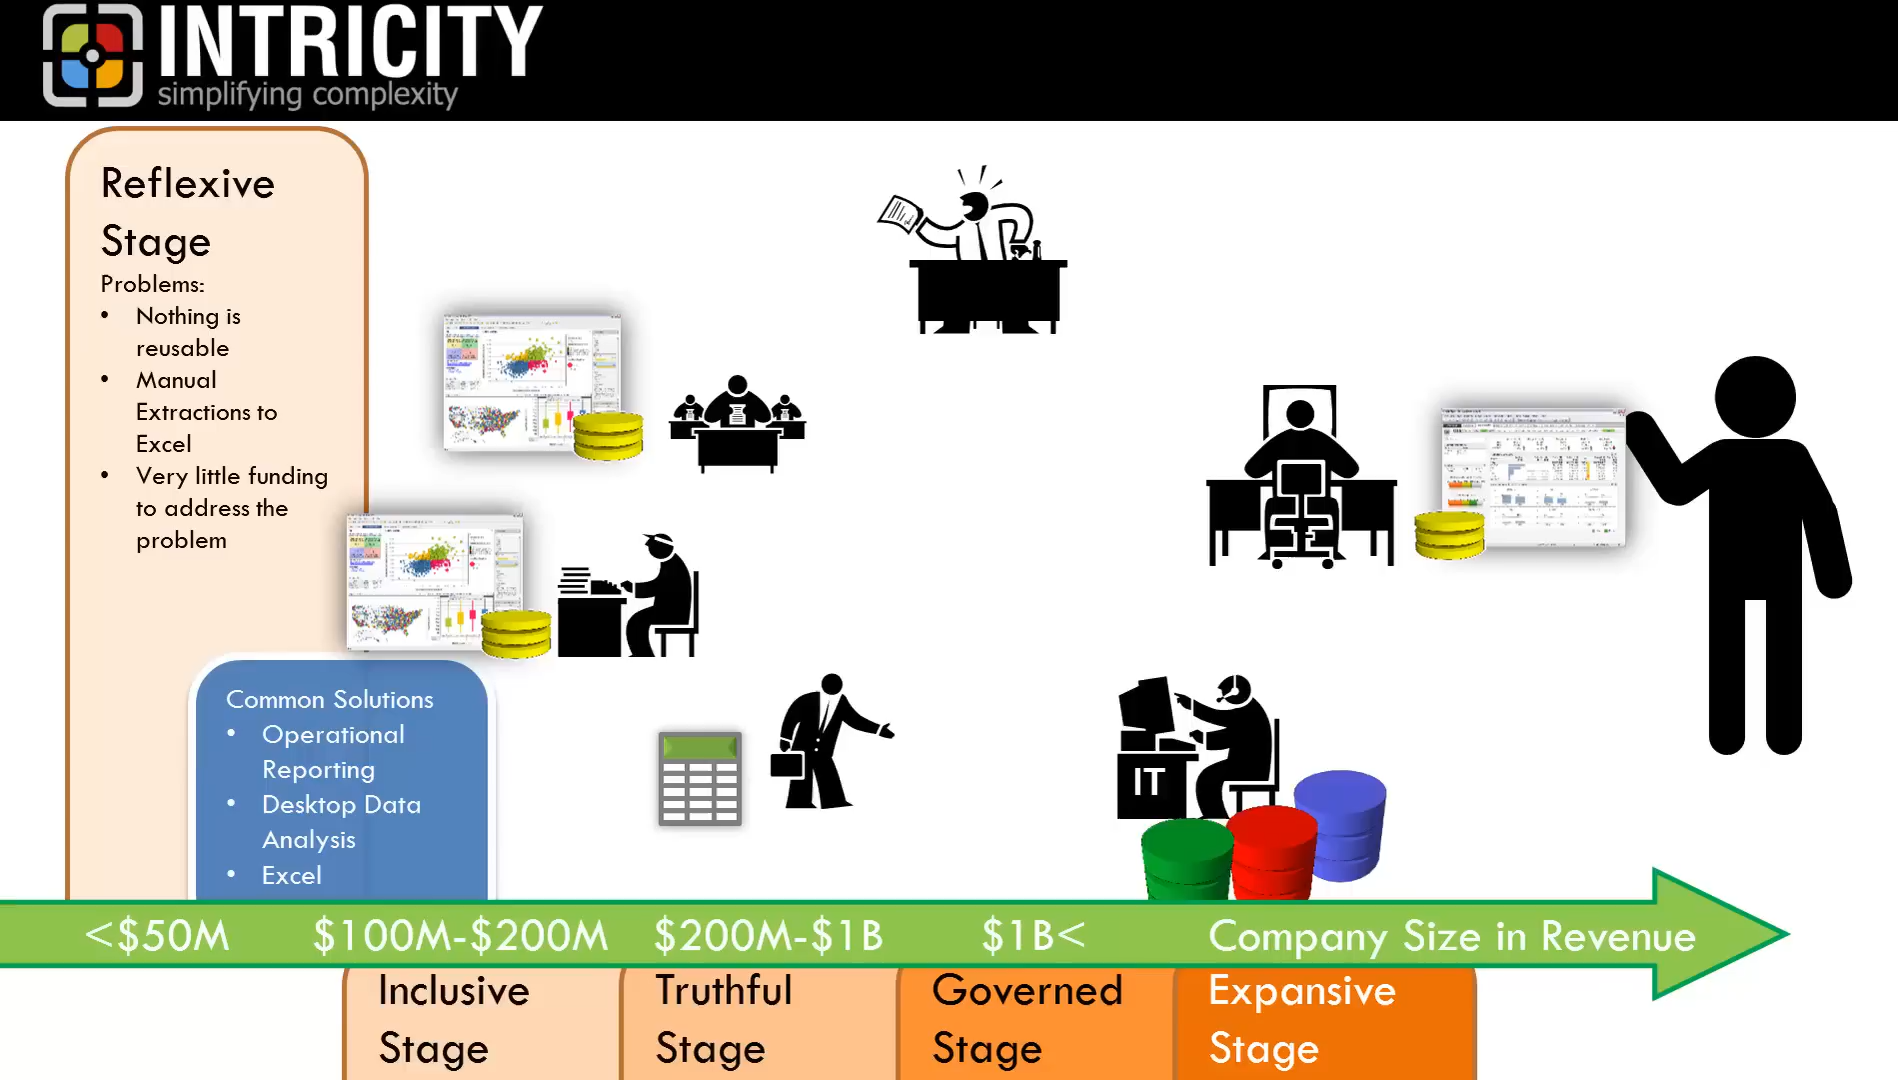 INTRICITY
simplifying complexity
Reflexive
Stage
Problems:
• Nothing is
reusable
• Manual
Extractions to
Excel
• Very little funding
to address the
problem
Common Solutions
• Operational
Reporting
• Desktop Data
Analysis
• Excel
IT
<$50M $100M-$200M $200M-$1B $1B< Company Size in Revenue
Inclusive
Stage
Truthful
Stage
Governed
Stage
Expansive
Stage